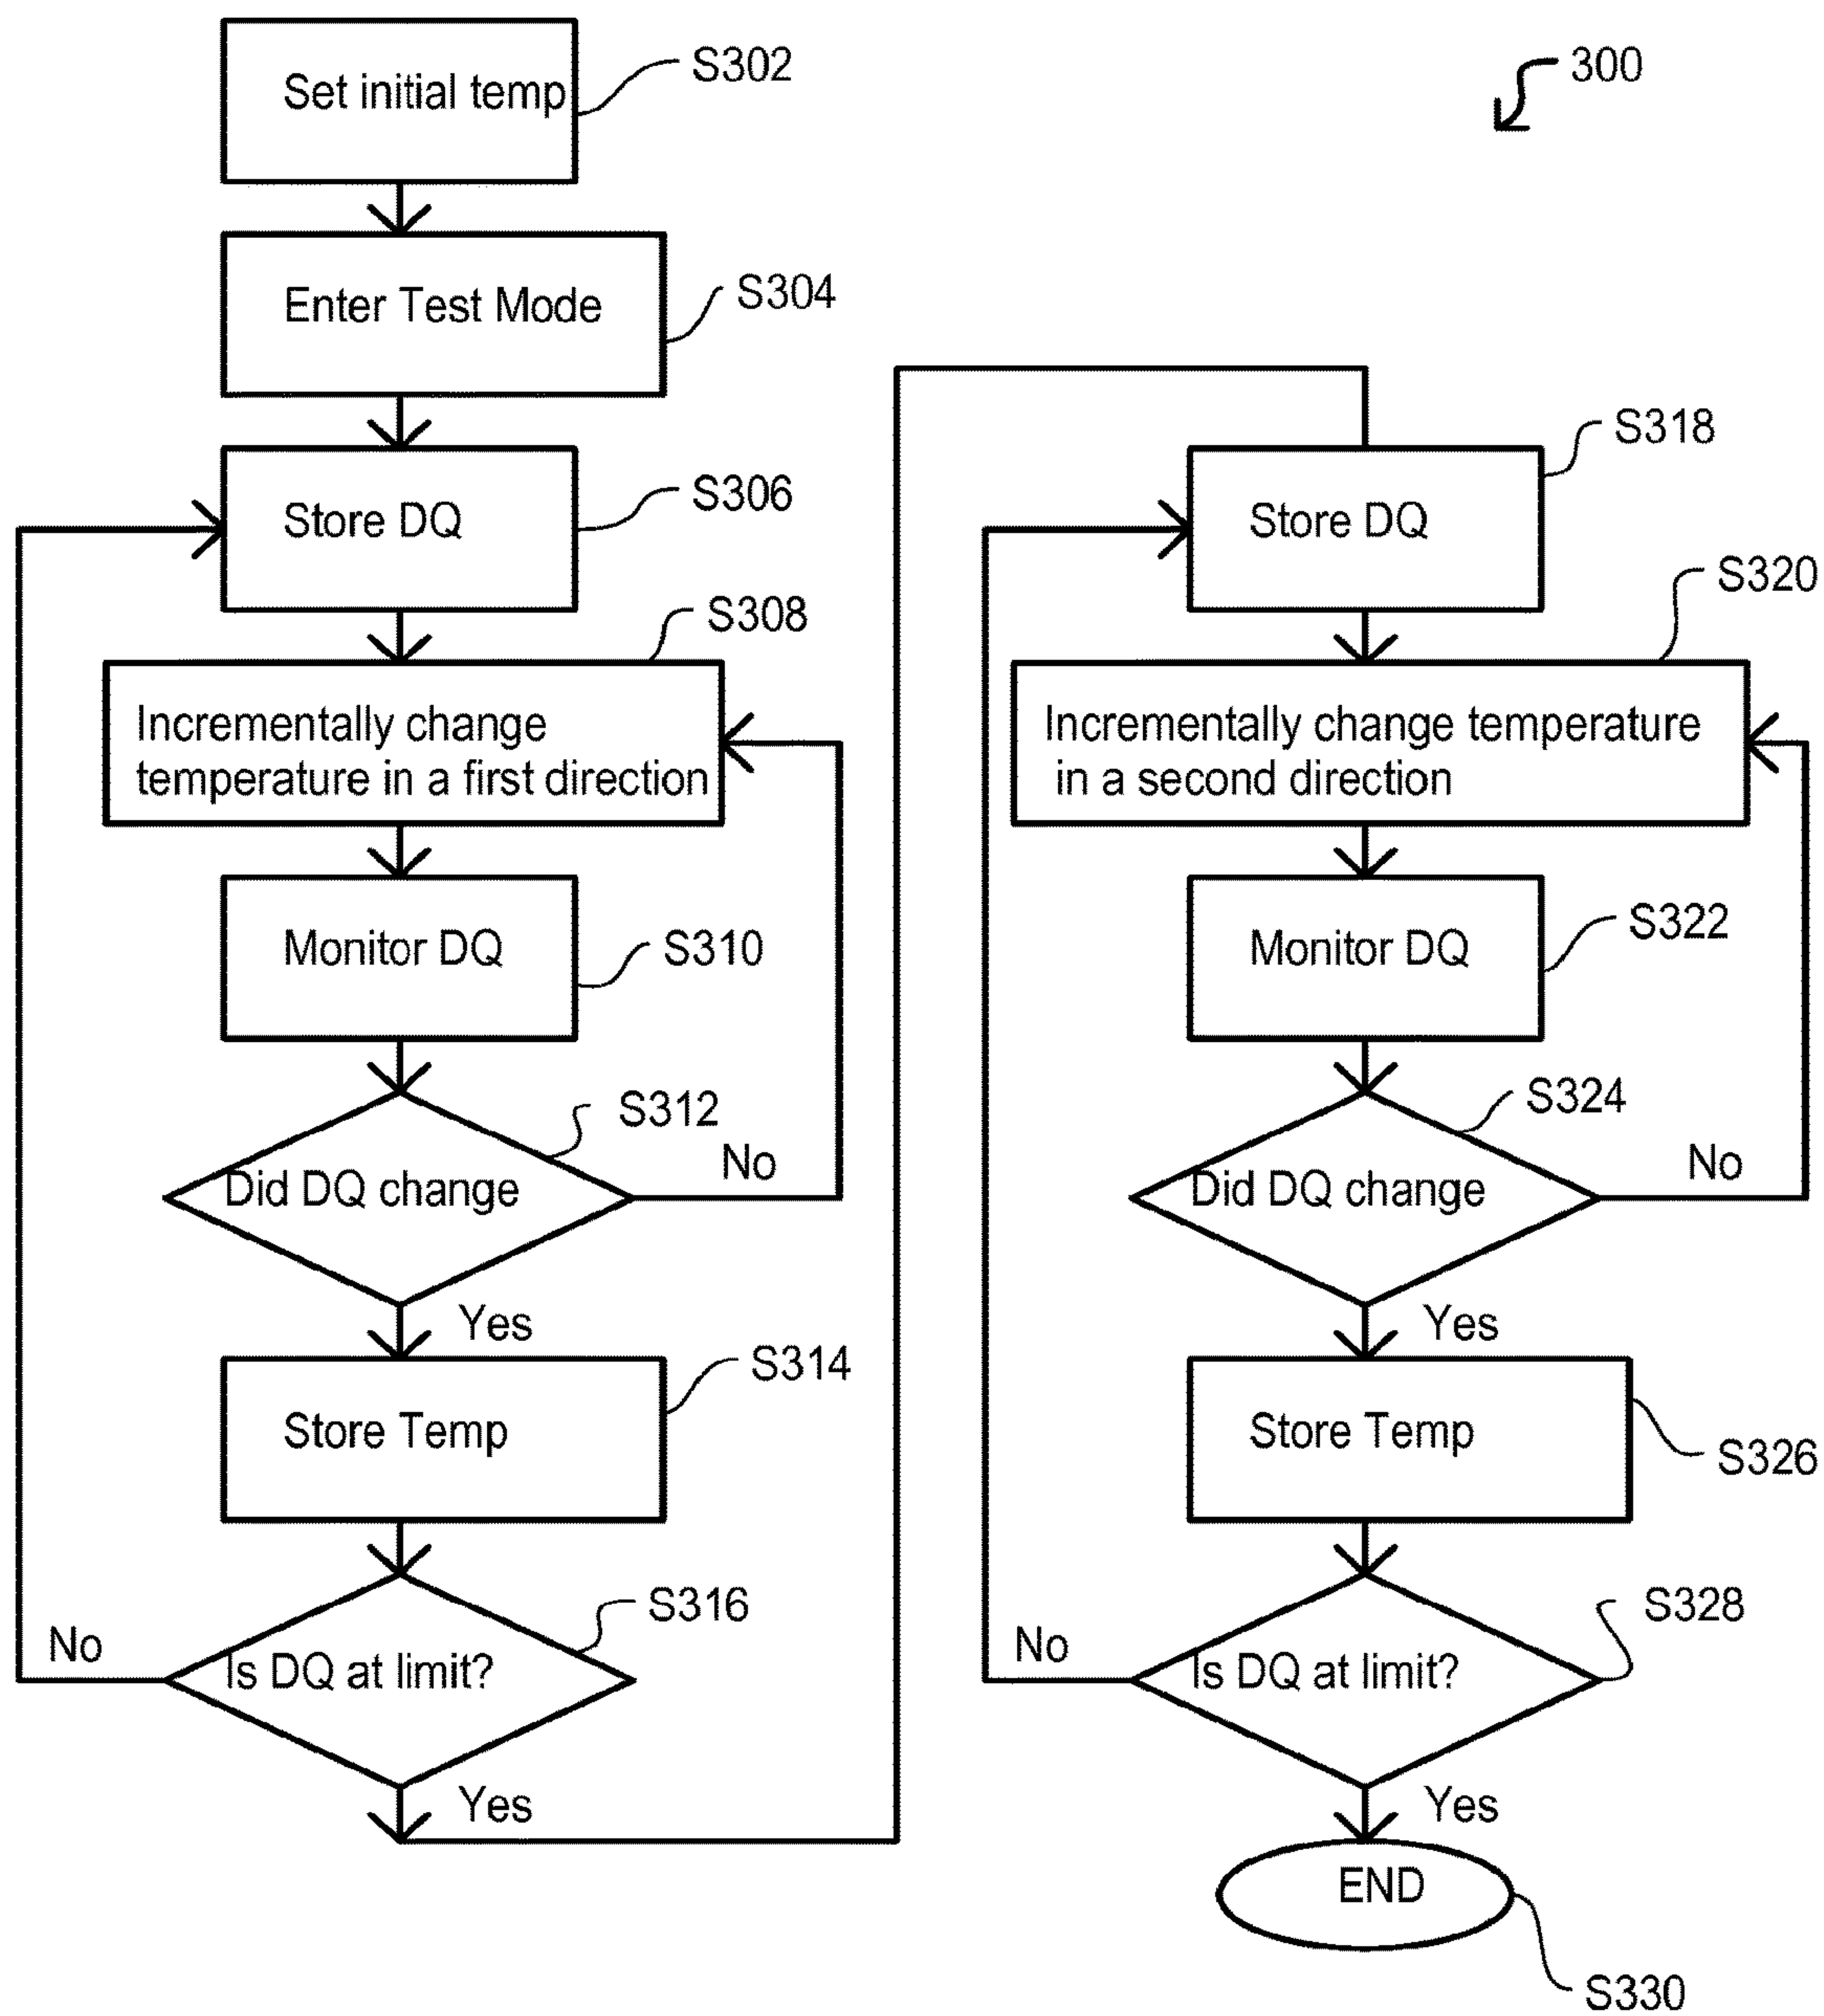 300
Set initial temp
S302
Enter Test Mode
S304
Store DQ
S306
S308
Incrementally change
temperature in a first direction
Monitor DQ
S310
S312
Did DQ change
No
Yes
Store Temp
S314
S316
Is DQ at limit?
No
Yes
S318
Store DQ
S320
Incrementally change temperature
in a second direction
Monitor DQ
S322
S324
Did DQ change
No
Yes
Store Temp
S326
S328
Is DQ at limit?
No
Yes
END
S330